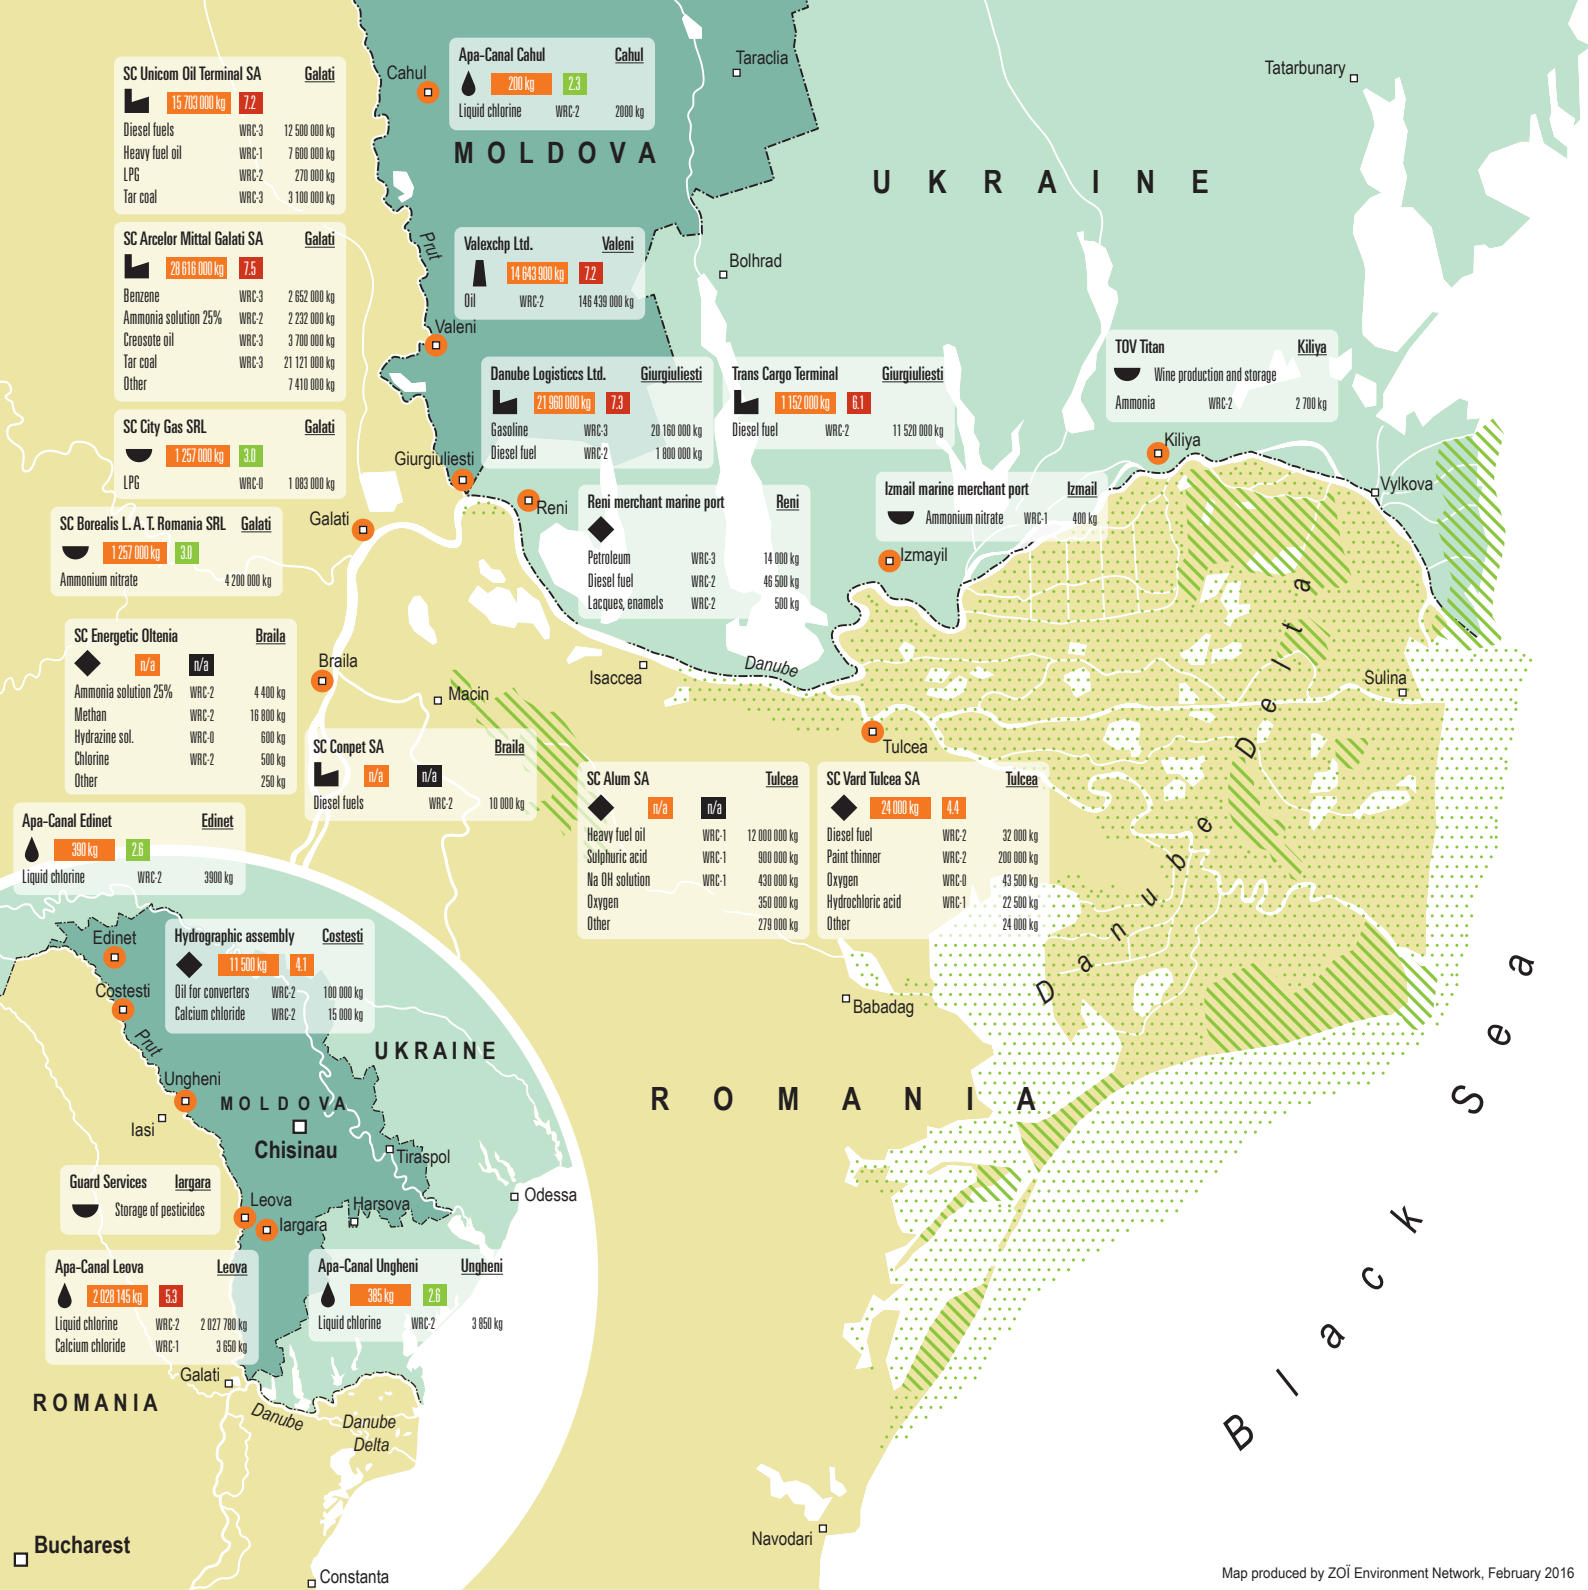 SC Unicom Oil Terminal SA Galati
15 703 000 kg 7.2
Diesel fuels WRC-3 12 500 000 kg
Heavy fuel oil WRC-1 7 600 000 kg
LPG WRC-2 270 000 kg
Tar coal WRC-3 3 100 000 kg
SC Arcelor Mittal Galati SA Galati
28 616 000 kg 7.5
Benzene WRC-3 2 652 000 kg
Ammonia solution 25% WRC-2 2 232 000 kg
Creosote oil WRC-3 3 700 000 kg
Tar coal WRC-3 21 121 000 kg
Other 7 410 000 kg
SC City Gas SRL Galati
1 257 000 kg 3.0
LPG WRC-0 1 083 000 kg
SC Borealis L. A. T. Romania SRL Galati
1 257 000 kg 3.0
Ammonium nitrate 4 200 000 kg
SC Energetic Oltenia Braila
n/a n/a
Ammonia solution 25% WRC-2 4 400 kg
Methan WRC-2 16 800 kg
Hydrazine sol. WRC-0 600 kg
Chlorine WRC-2 500 kg
Other 250 kg
Apa-Canal Edinet Edinet
390 kg 2.6
Liquid chlorine WRC-2 3900 kg
Apa-Canal Cahul Cahul
200 kg 2.3
Liquid chlorine WRC-2 2000 kg
Cahul
Taraclia
Tatarbunary
MOLDOVA
UKRAINE
Prut
Valexchp Ltd. Valeni
14 643 900 kg 7.2
Oil WRC-2 146 439 000 kg
Bolhrad
Valeni
Danube Logisticcs Ltd. Giurgiulesti
21 960 000 kg 7.3
Gasoline WRC-3 20 160 000 kg
Diesel fuel WRC-2 1 800 000 kg
Trans Cargo Terminal Giurgiulesti
1 152 000 kg 6.1
Diesel fuel WRC-2 11 520 000 kg
TOV Titan Kiliya
Wine production and storage
Ammonia WRC-2 2 700 kg
Kiliya
Giurgiulesti
Reni
Galati
Vylkova
Reni merchant marine port Reni
Petroleum WRC-3 14 000 kg
Diesel fuel WRC-2 46 500 kg
Lacques, enamels WRC-2 500 kg
Izmail marine merchant port Izmail
Ammonium nitrate WRC-1 400 kg
Izmayil
Braila
Macin
Isaccea
Danube
Sulina
Tulcea
Danube Delta
SC Conpet SA Braila
n/a n/a
Diesel fuels WRC-2 10 000 kg
SC Alum SA Tulcea
n/a n/a
Heavy fuel oil WRC-1 12 000 000 kg
Sulphuric acid WRC-1 900 000 kg
Na OH solution WRC-1 430 000 kg
Oxygen 350 000 kg
Other 279 000 kg
SC Vard Tulcea SA Tulcea
24 000 kg 4.4
Diesel fuel WRC-2 32 000 kg
Paint thinner WRC-2 200 000 kg
Oxygen WRC-0 43 500 kg
Hydrochloric acid WRC-1 22 500 kg
Other 24 000 kg
Babadag
ROMANIA
Black Sea
Navodari
Edinet
Costesti
Hydrographic assembly Costesti
11 500 kg 4.1
Oil for converters WRC-2 100 000 kg
Calcium chloride WRC-2 15 000 kg
Prut
UKRAINE
Ungheni
MOLDOVA
Iasi
Chisinau
Tiraspol
Guard Services Iargara
Storage of pesticides
Leova
Iargara
Harsova
Odessa
Apa-Canal Leova Leova
2 028 145 kg 5.3
Liquid chlorine WRC-2 2 027 780 kg
Calcium chloride WRC-1 3 650 kg
Apa-Canal Ungheni Ungheni
385 kg 2.6
Liquid chlorine WRC-2 3 850 kg
Galati
ROMANIA
Danube
Danube
Delta
Bucharest
Constanta
Map produced by ZOÏ Environment Network, February 2016